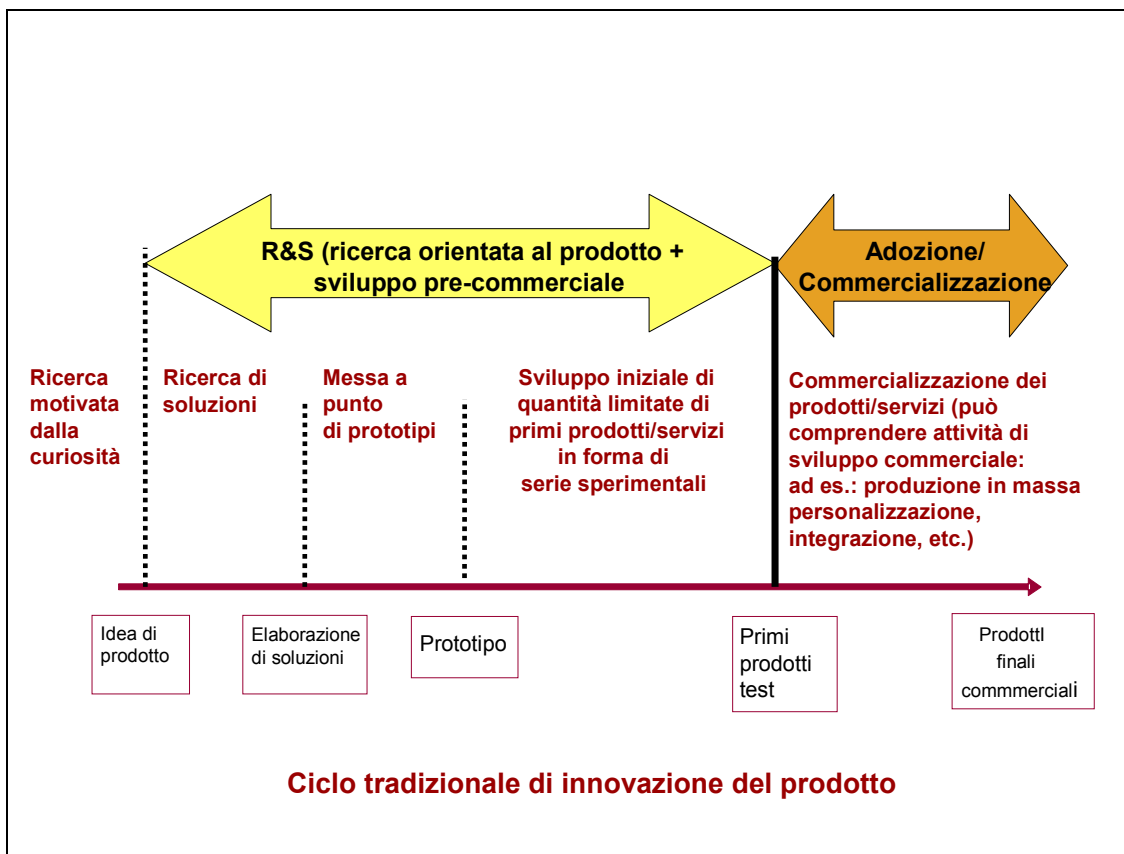 R&S (ricerca orientata al prodotto +
sviluppo pre-commerciale
Adozione/
Commercializzazione
Ricerca
motivata
dalla
curiosità
Ricerca di
soluzioni
Messa a
punto
di prototipi
Sviluppo iniziale di
quantità limitate di
primi prodotti/servizi
in forma di
serie sperimentali
Commercializzazione dei
prodotti/servizi (può
comprendere attività di
sviluppo commerciale:
ad es.: produzione in massa
personalizzazione,
integrazione, etc.)
Idea di
prodotto
Elaborazione
di soluzioni
Prototipo
Primi
prodotti
test
ProdottI
finali
commmerciali
Ciclo tradizionale di innovazione del prodotto